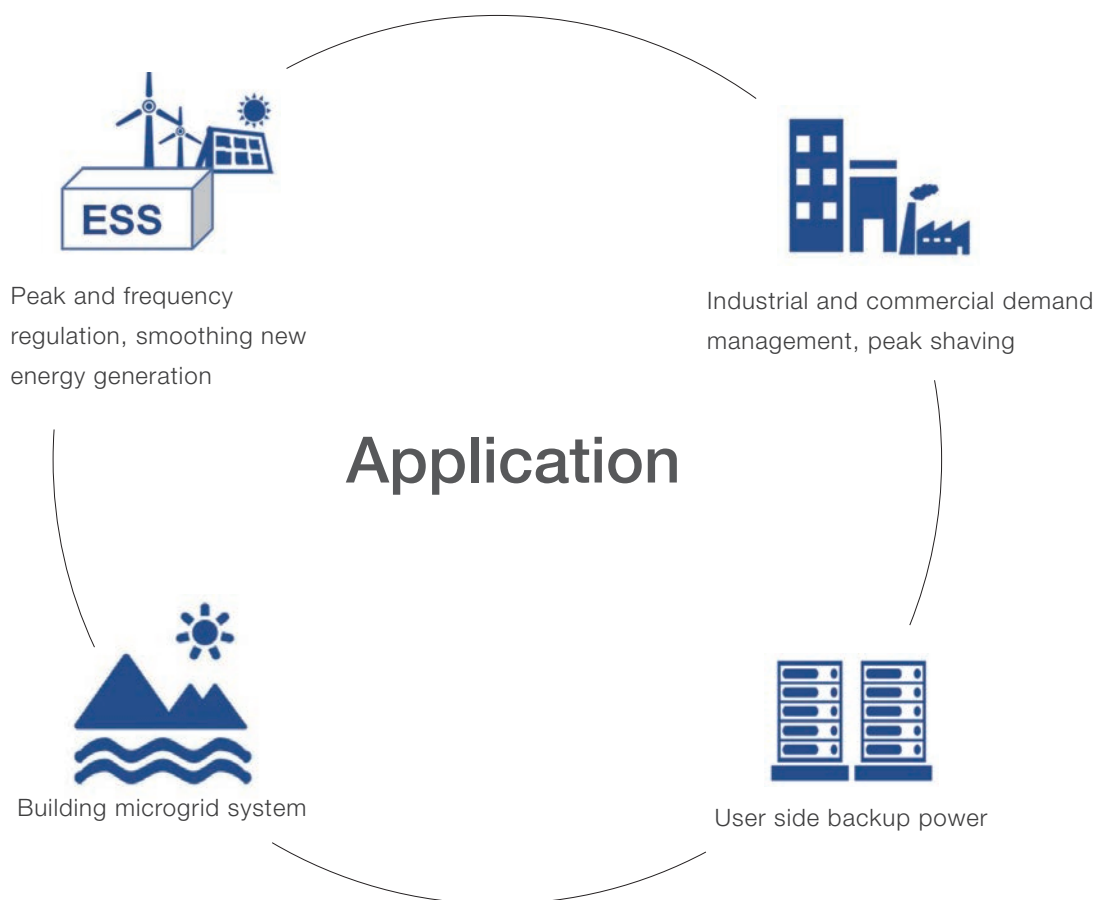 ESS
Peak and frequency
regulation, smoothing new
energy generation
Industrial and commercial demand
management, peak shaving
Application
Building microgrid system
User side backup power